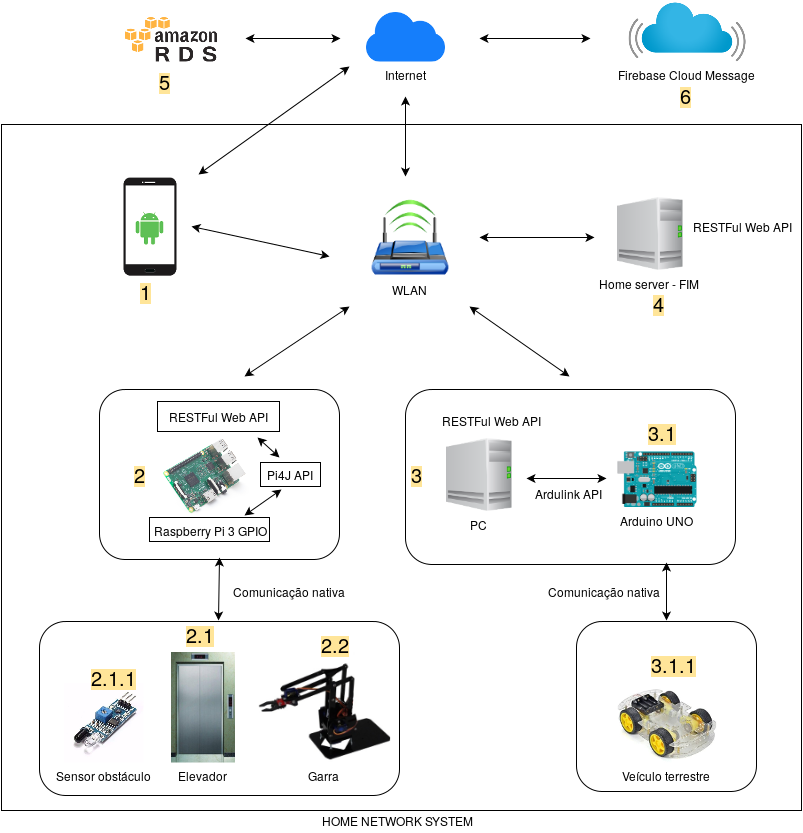 amazon
RDS
5
Internet
Firebase Cloud Message
6
1
WLAN
RESTFul Web API
Home server - FIM
4
RESTFul Web API
2
Pi4J API
Raspberry Pi 3 GPIO
RESTFul Web API
3.1
3
Ardulink API
PC
Arduino UNO
Comunicação nativa
Comunicação nativa
2.1
2.2
2.1.1
Sensor obstáculo
Elevador
Garra
3.1.1
Veículo terrestre
HOME NETWORK SYSTEM